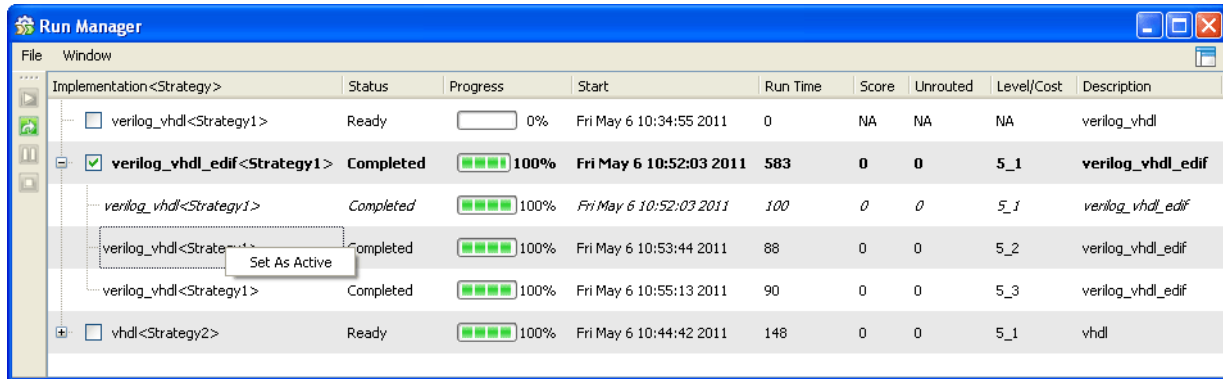 Run Manager
File Window
Implementation<Strategy> Status Progress Start Run Time Score Unrouted Level/Cost Description
verilog_vhdl<Strategy1> Ready 0% Fri May 6 10:34:55 2011 0 NA NA NA verilog_vhdl
verilog_vhdl_edif<Strategy1> Completed 100% Fri May 6 10:52:03 2011 583 0 0 5_1 verilog_vhdl_edif
verilog_vhdl<Strategy1> Completed 100% Fri May 6 10:52:03 2011 100 0 0 5_1 verilog_vhdl_edif
verilog_vhdl<Strategy1> Completed 100% Fri May 6 10:53:44 2011 88 0 0 5_2 verilog_vhdl_edif
Set As Active
verilog_vhdl<Strategy1> Completed 100% Fri May 6 10:55:13 2011 90 0 0 5_3 verilog_vhdl_edif
vhdl<Strategy2> Ready 100% Fri May 6 10:44:42 2011 148 0 0 5_1 vhdl